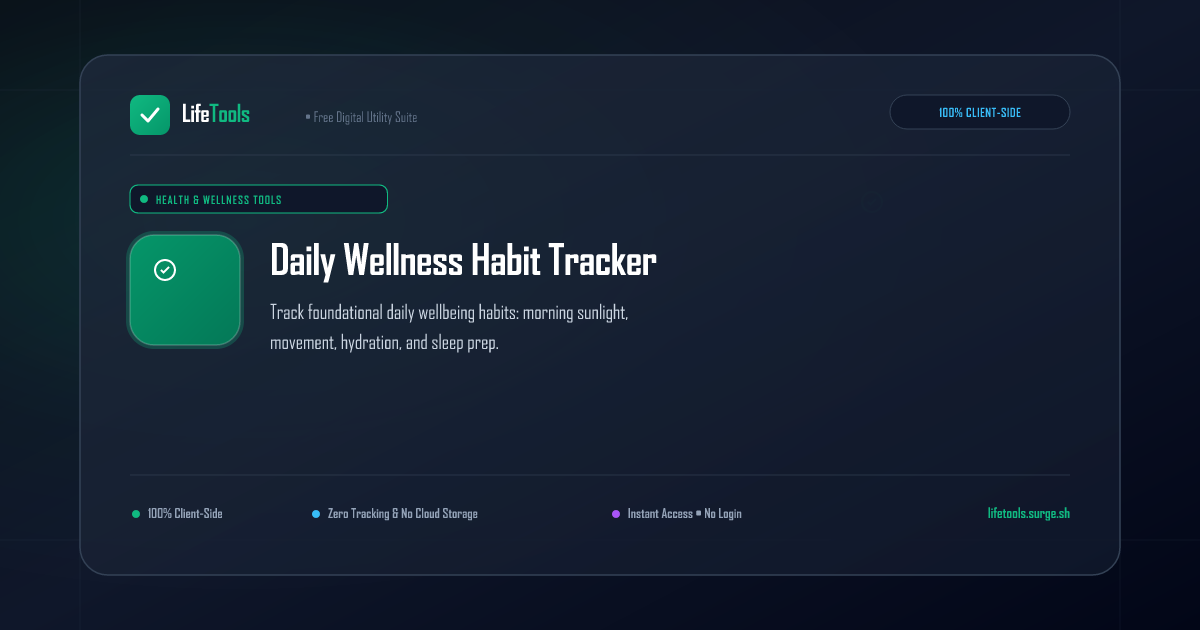 LifeTools
▪ Free Digital Utility Suite
100% CLIENT-SIDE
HEALTH & WELLNESS TOOLS
Daily Wellness Habit Tracker
Track foundational daily wellbeing habits: morning sunlight,
movement, hydration, and sleep prep.
100% Client-Side
Zero Tracking & No Cloud Storage
Instant Access ▪ No Login
lifetools.surge.sh